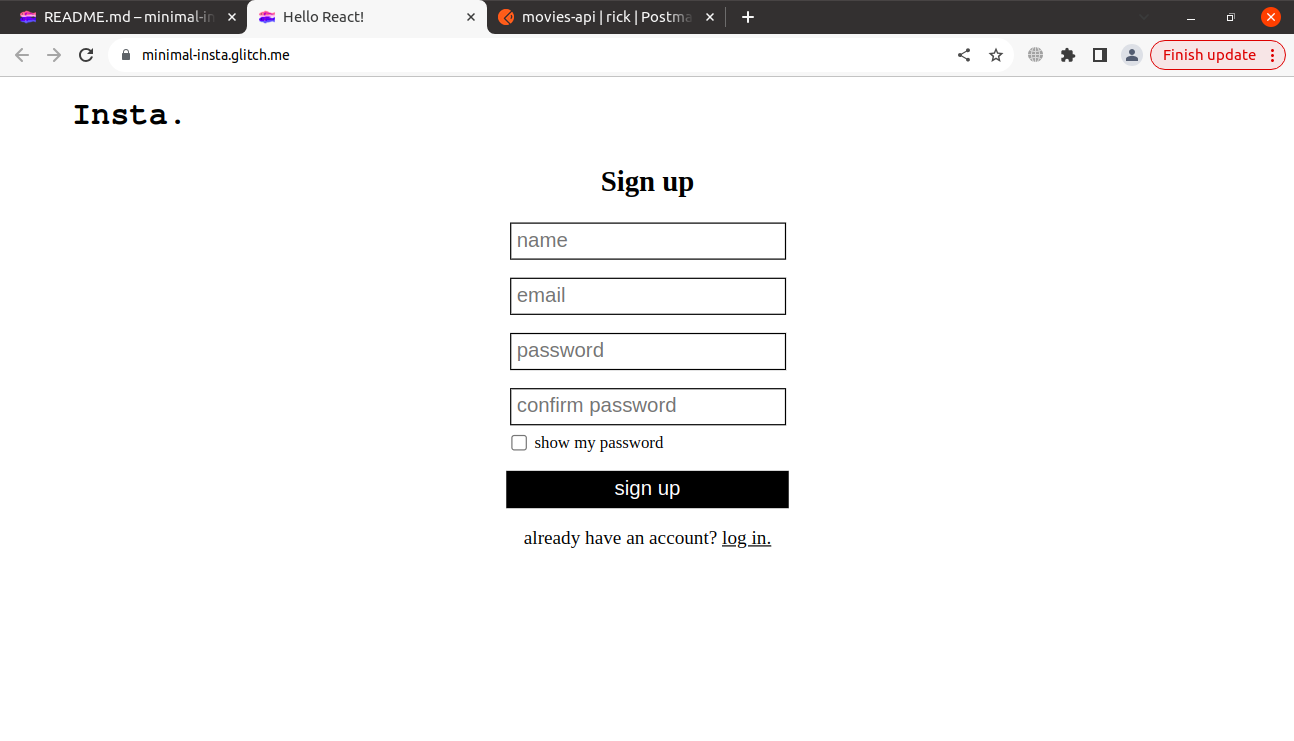 README.md – minimal-in
Hello React!
movies-api | rick | Postma
minimal-insta.glitch.me
Finish update
Insta.
Sign up
name
email
password
confirm password
show my password
sign up
already have an account? log in.